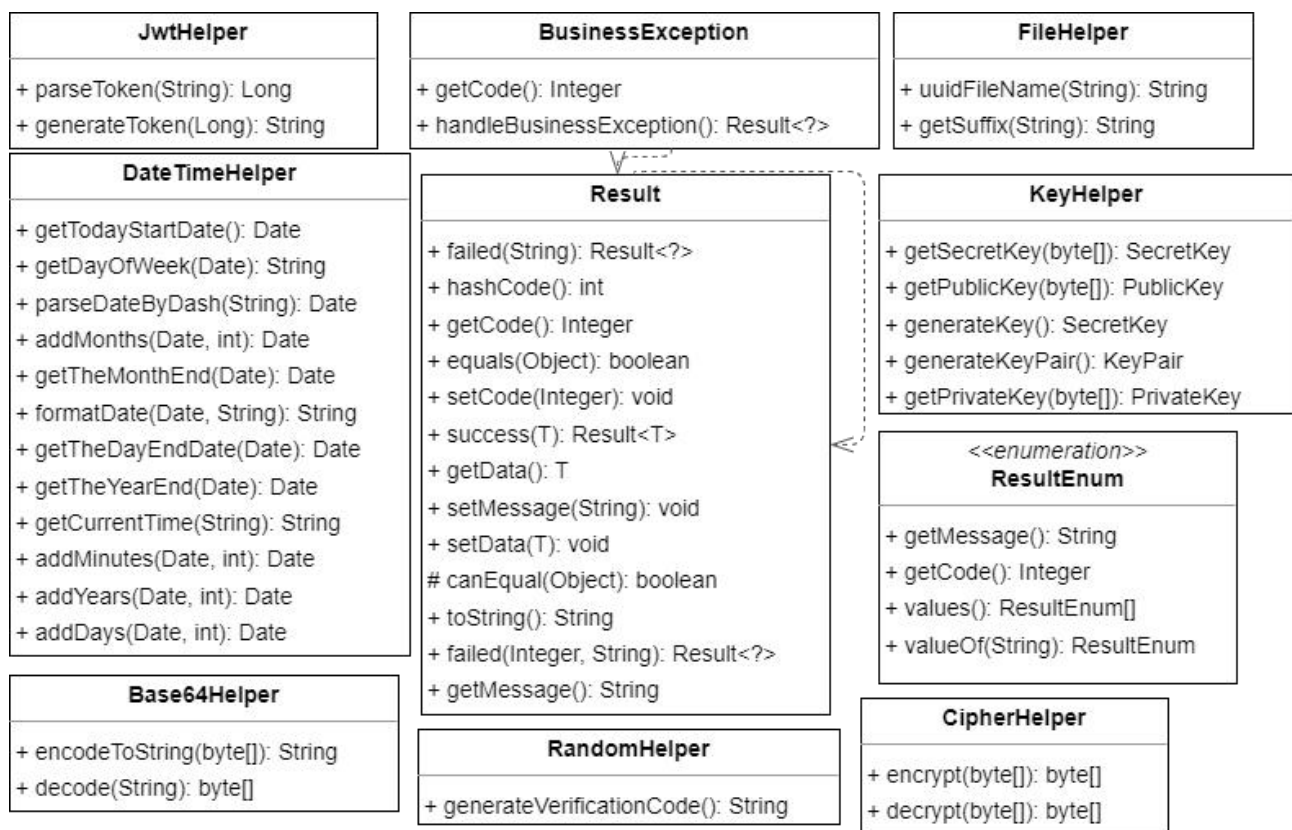 JwtHelper
+ parseToken(String): Long
+ generateToken(Long): String
BusinessException
+ getCode(): Integer
+ handleBusinessException(): Result<?>
FileHelper
+ uuidFileName(String): String
+ getSuffix(String): String
DateTimeHelper
+ getTodayStartDate(): Date
+ getDayOfWeek(Date): String
+ parseDateByDash(String): Date
+ addMonths(Date, int): Date
+ getTheMonthEnd(Date): Date
+ formatDate(Date, String): String
+ getTheDayEndDate(Date): Date
+ getTheYearEnd(Date): Date
+ getCurrentTime(String): String
+ addMinutes(Date, int): Date
+ addYears(Date, int): Date
+ addDays(Date, int): Date
Result
+ failed(String): Result<?>
+ hashCode(): int
+ getCode(): Integer
+ equals(Object): boolean
+ setCode(Integer): void
+ success(T): Result<T>
+ getData(): T
+ setMessage(String): void
+ setData(T): void
# canEqual(Object): boolean
+ toString(): String
+ failed(Integer, String): Result<?>
+ getMessage(): String
KeyHelper
+ getSecretKey(byte[]): SecretKey
+ getPublicKey(byte[]): PublicKey
+ generateKey(): SecretKey
+ generateKeyPair(): KeyPair
+ getPrivateKey(byte[]): PrivateKey
<<enumeration>>
ResultEnum
+ getMessage(): String
+ getCode(): Integer
+ values(): ResultEnum[]
+ valueOf(String): ResultEnum
Base64Helper
+ encodeToString(byte[]): String
+ decode(String): byte[]
RandomHelper
+ generateVerificationCode(): String
CipherHelper
+ encrypt(byte[]): byte[]
+ decrypt(byte[]): byte[]